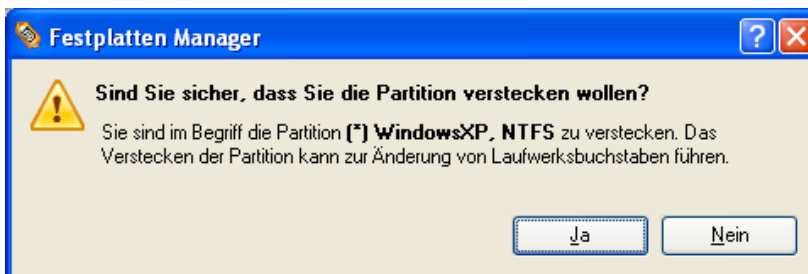 Festplatten Manager
Sind Sie sicher, dass Sie die Partition verstecken wollen?
Sie sind im Begriff die Partition (*) WindowsXP, NTFS zu verstecken. Das
Verstecken der Partition kann zur Änderung von Laufwerksbuchstaben führen.
Ja
Nein